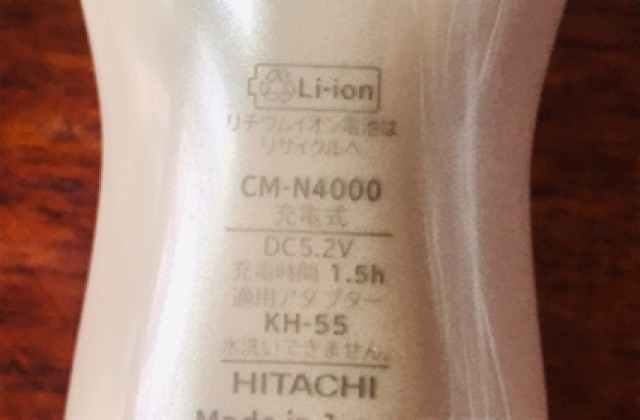 Li-ion
リチウムイオン電池は
リサイクルへ
CM-N4000
充電式
DC5.2V
充電時間 1.5h
適用アダプター
KH-55
水洗いできません。
HITACHI
Made in